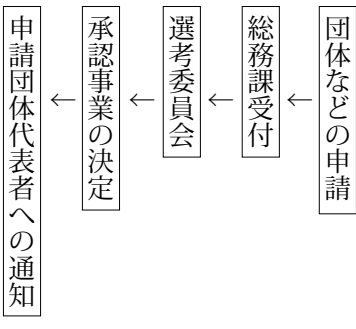 団体などの申請
←
総務課受付
←
選考委員会
←
承認事業の決定
←
申請団体代表者への通知